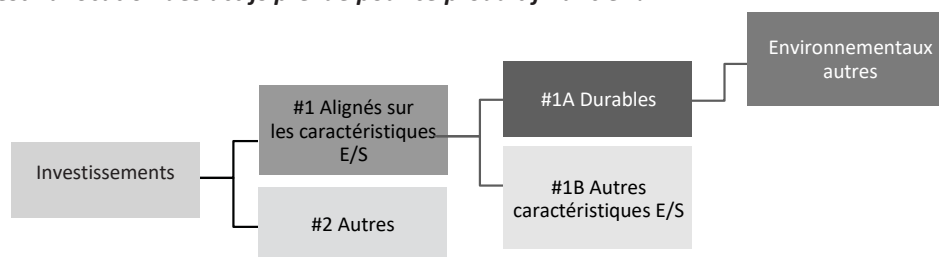 Environnementaux
autres
#1 Alignés sur
les caractéristiques
E/S
#1A Durables
Investissements
#1B Autres
caractéristiques E/S
#2 Autres